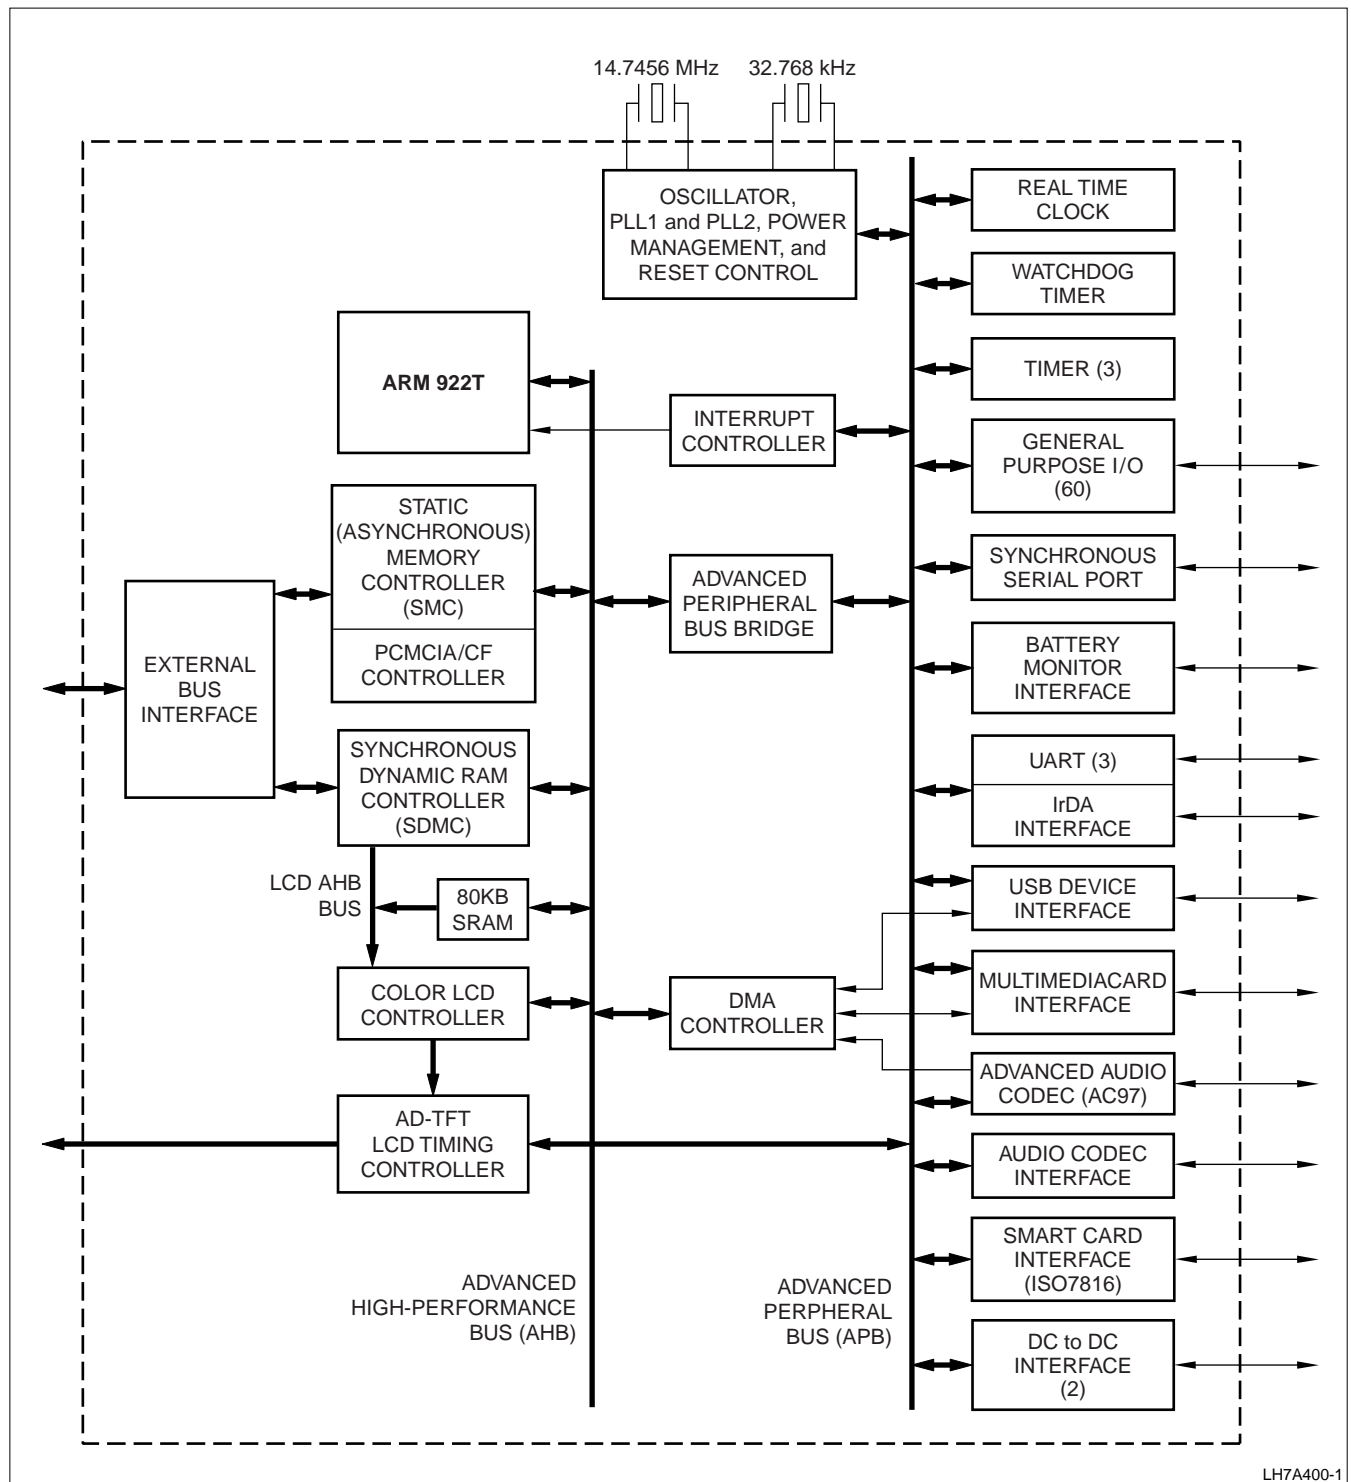 14.7456 MHz
32.768 kHz
OSCILLATOR,
PLL1 and PLL2, POWER
MANAGEMENT, and
RESET CONTROL
REAL TIME
CLOCK
WATCHDOG
TIMER
ARM 922T
TIMER (3)
INTERRUPT
CONTROLLER
GENERAL
PURPOSE I/O
(60)
STATIC
(ASYNCHRONOUS)
MEMORY
CONTROLLER
(SMC)
PCMCIA/CF
CONTROLLER
ADVANCED
PERIPHERAL
BUS BRIDGE
SYNCHRONOUS
SERIAL PORT
EXTERNAL
BUS
INTERFACE
BATTERY
MONITOR
INTERFACE
SYNCHRONOUS
DYNAMIC RAM
CONTROLLER
(SDMC)
UART (3)
IrDA
INTERFACE
LCD AHB
BUS
80KB
SRAM
USB DEVICE
INTERFACE
COLOR LCD
CONTROLLER
DMA
CONTROLLER
MULTIMEDIACARD
INTERFACE
ADVANCED AUDIO
CODEC (AC97)
AD-TFT
LCD TIMING
CONTROLLER
AUDIO CODEC
INTERFACE
SMART CARD
INTERFACE
(ISO7816)
ADVANCED
HIGH-PERFORMANCE
BUS (AHB)
ADVANCED
PERPHERAL
BUS (APB)
DC to DC
INTERFACE
(2)
LH7A400-1